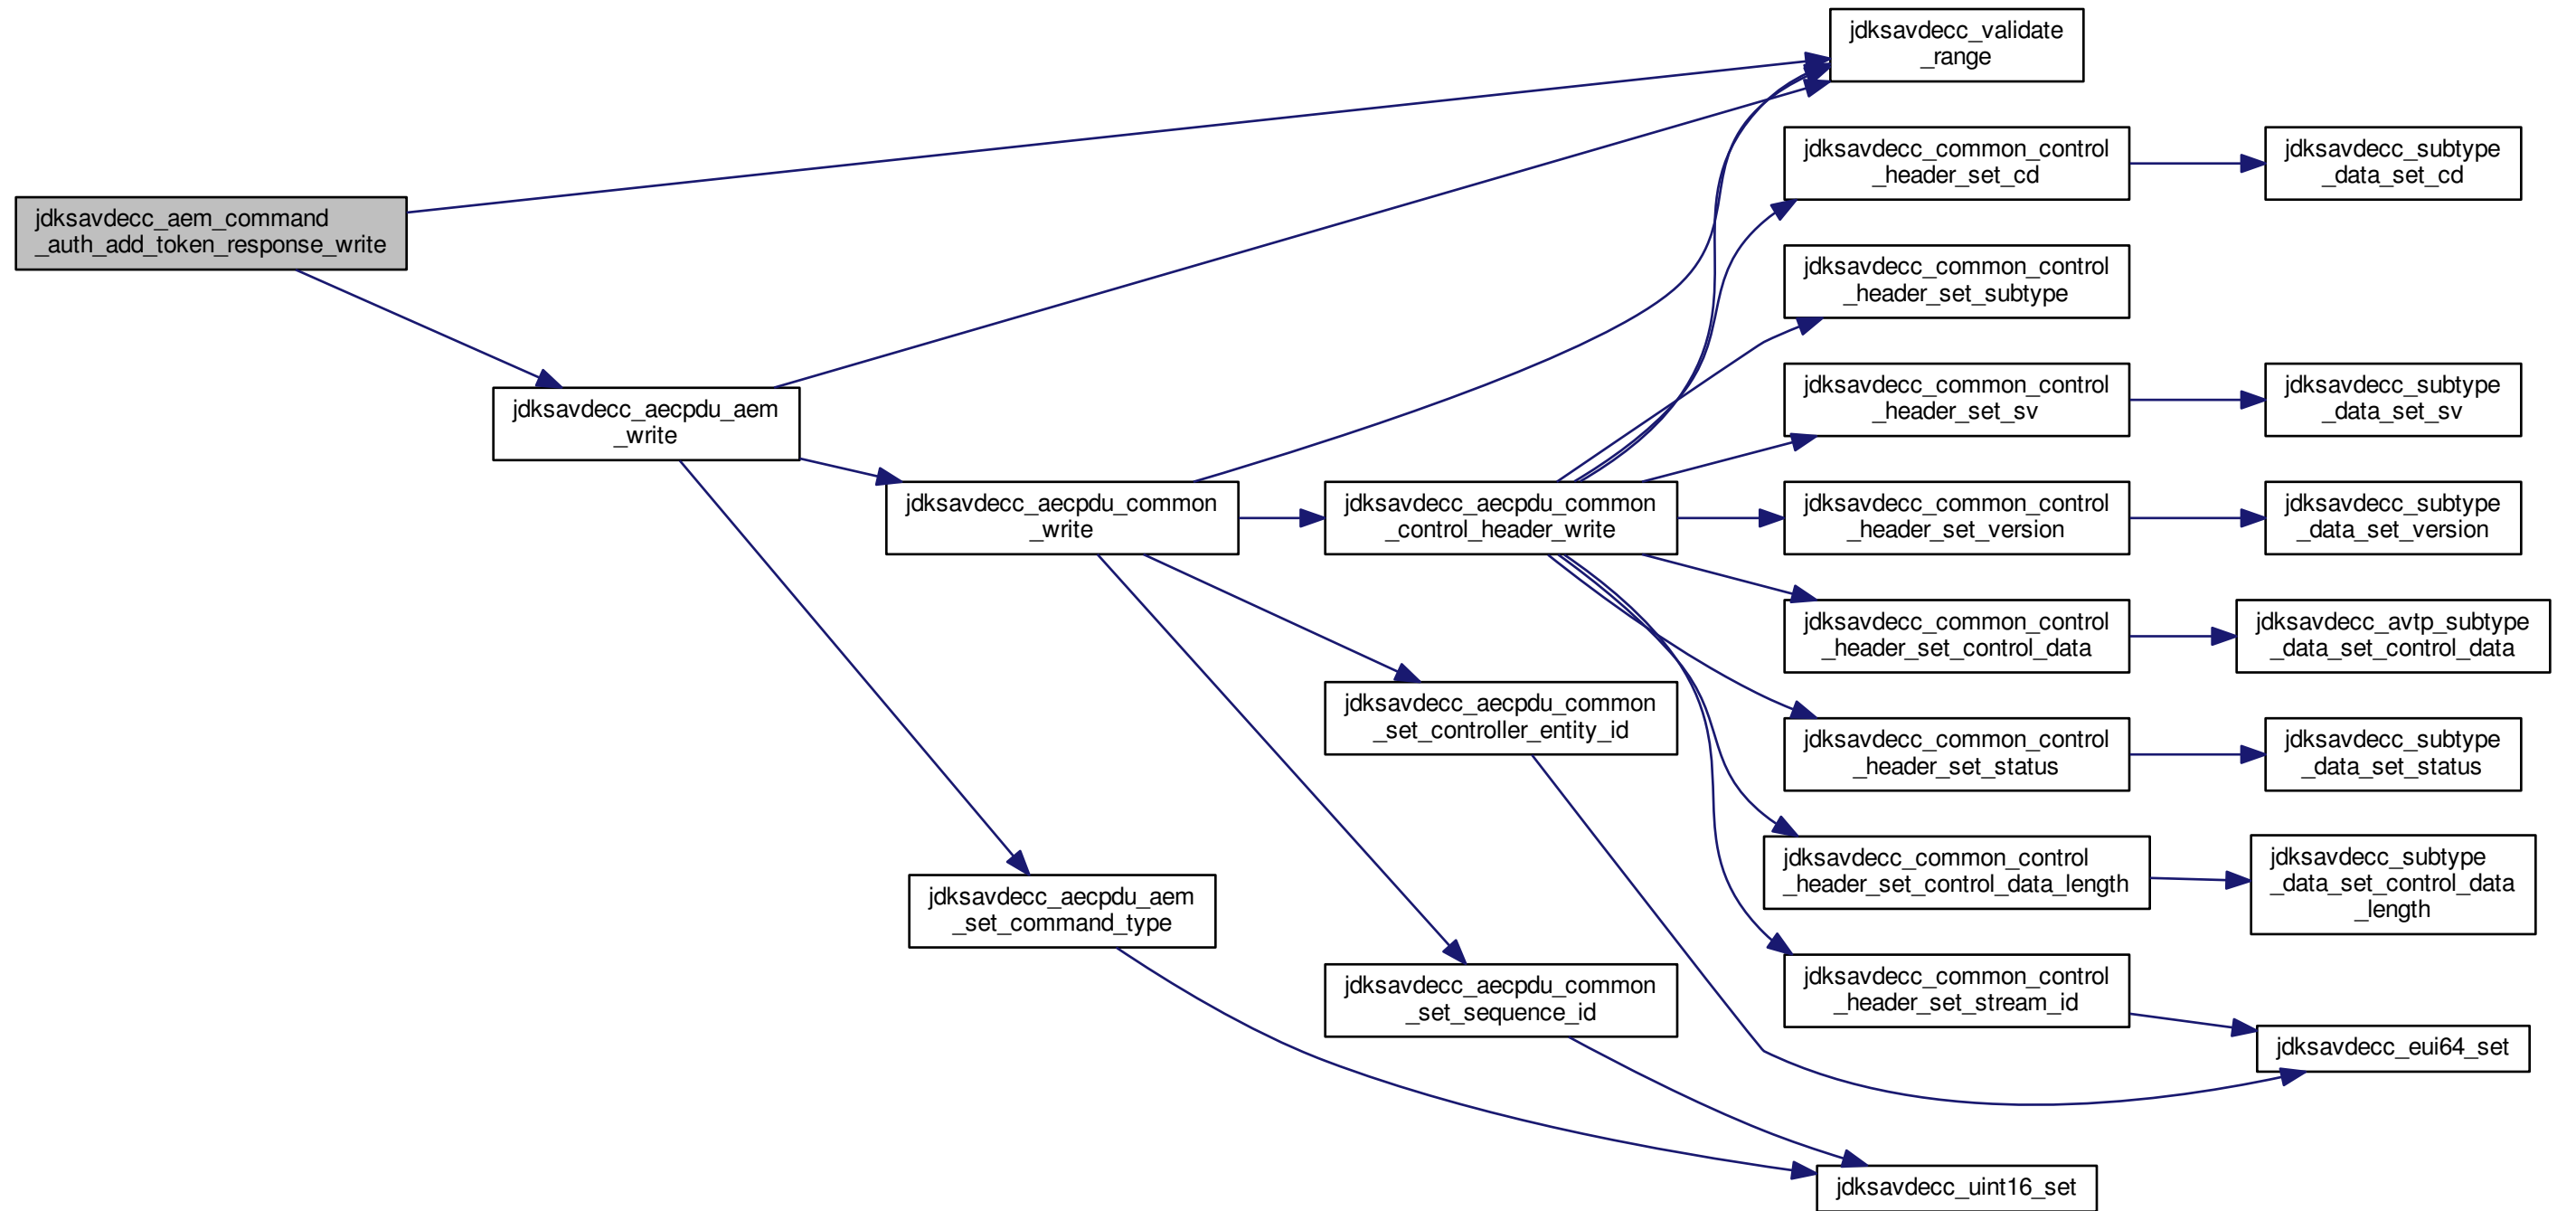 jdksavdecc_validate
_range
jdksavdecc_common_control
_header_set_cd
jdksavdecc_subtype
_data_set_cd
jdksavdecc_aem_command
_auth_add_token_response_write
jdksavdecc_common_control
_header_set_subtype
jdksavdecc_common_control
_header_set_sv
jdksavdecc_subtype
_data_set_sv
jdksavdecc_aecpdu_aem
_write
jdksavdecc_aecpdu_common
_write
jdksavdecc_aecpdu_common
_control_header_write
jdksavdecc_common_control
_header_set_version
jdksavdecc_subtype
_data_set_version
jdksavdecc_common_control
_header_set_control_data
jdksavdecc_avtp_subtype
_data_set_control_data
jdksavdecc_aecpdu_common
_set_controller_entity_id
jdksavdecc_common_control
_header_set_status
jdksavdecc_subtype
_data_set_status
jdksavdecc_common_control
_header_set_control_data_length
jdksavdecc_subtype
_data_set_control_data
_length
jdksavdecc_aecpdu_aem
_set_command_type
jdksavdecc_aecpdu_common
_set_sequence_id
jdksavdecc_common_control
_header_set_stream_id
jdksavdecc_eui64_set
jdksavdecc_uint16_set